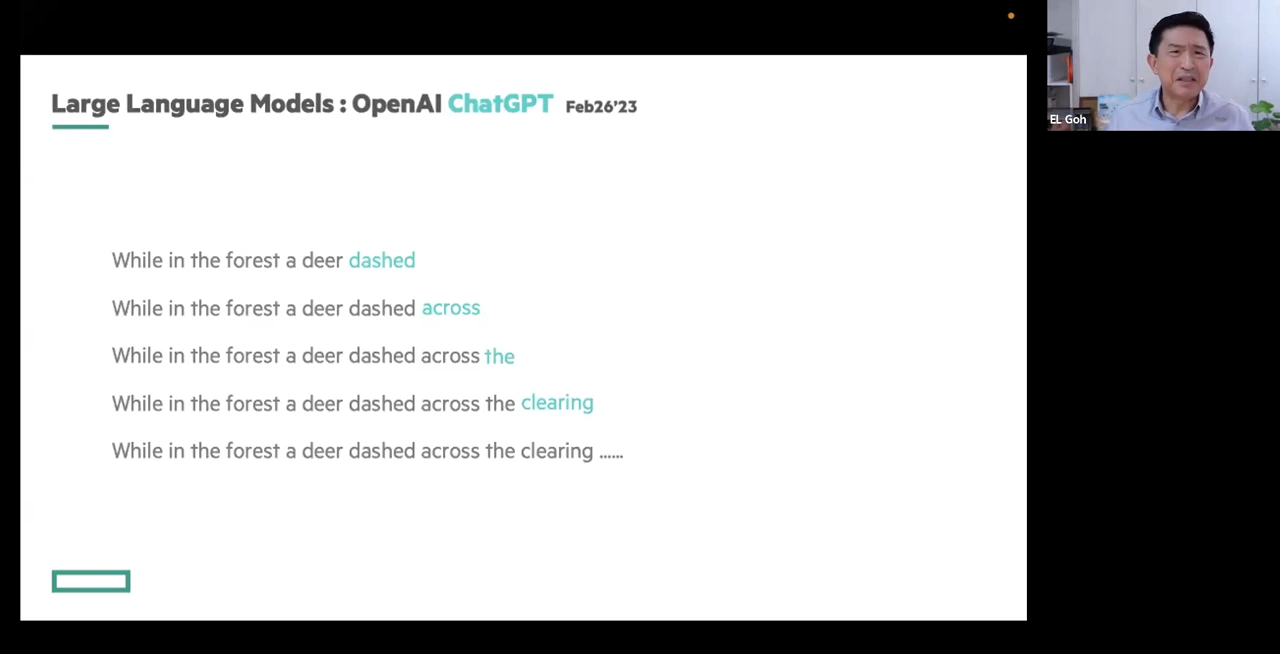 Large Language Models : OpenAI ChatGPT Feb26'23
While in the forest a deer dashed
While in the forest a deer dashed across
While in the forest a deer dashed across the
While in the forest a deer dashed across the clearing
While in the forest a deer dashed across the clearing ......
EL Goh